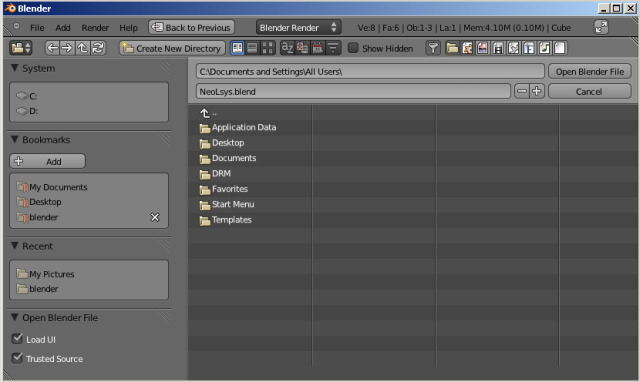 Blender
File Add Render Help Back to Previous Blender Render Ve:8 | Fa:6 | Ob:1-3 | La:1 | Mem:4.10M (0.10M) | Cube
Create New Directory Show Hidden
System
C:
D:
Bookmarks
Add
My Documents
Desktop
blender
Recent
My Pictures
blender
Open Blender File
Load UI
Trusted Source
C:\Documents and Settings\All Users\ Open Blender File
NeoLsys.blend Cancel
..
Application Data
Desktop
Documents
DRM
Favorites
Start Menu
Templates